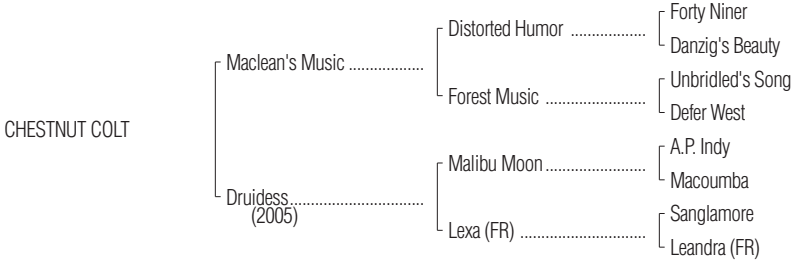 Forty Niner
Distorted Humor ..................
Danzig's Beauty
Maclean's Music ..................
Unbridled's Song
Forest Music ........................
Defer West
CHESTNUT COLT
A.P. Indy
Malibu Moon........................
Macoumba
Druidess................................
(2005)
Sanglamore
Lexa (FR) ..............................
Leandra (FR)